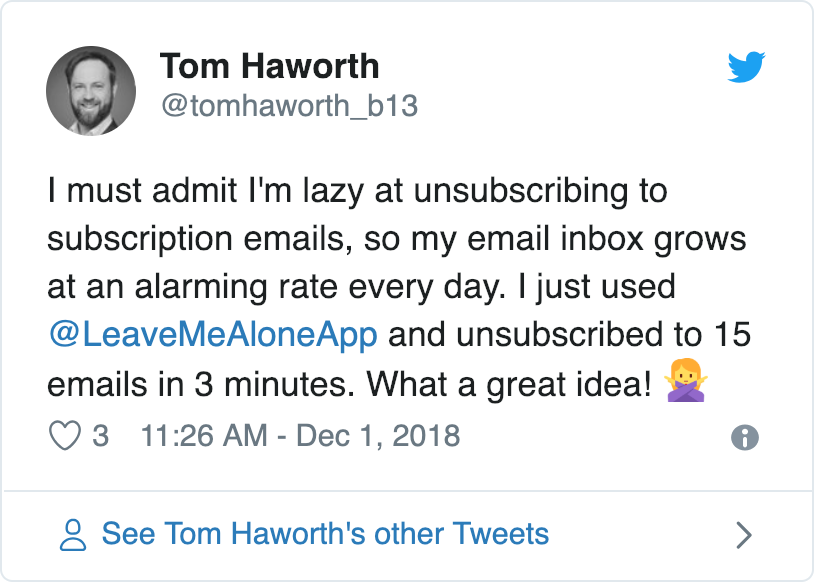 Tom Haworth
@tomhaworth_b13
I must admit I'm lazy at unsubscribing to
subscription emails, so my email inbox grows
at an alarming rate every day. I just used
@LeaveMeAloneApp and unsubscribed to 15
emails in 3 minutes. What a great idea! 🙅‍♀️
3 11:26 AM - Dec 1, 2018
See Tom Haworth's other Tweets